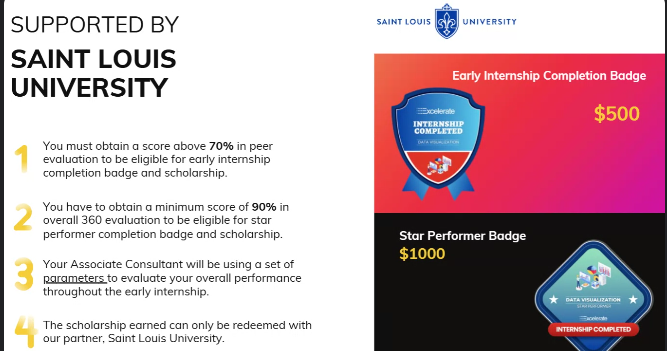 SUPPORTED BY
SAINT LOUIS
UNIVERSITY
1
You must obtain a score above 70% in peer
evaluation to be eligible for early internship
completion badge and scholarship.
2
You have to obtain a minimum score of 90% in
overall 360 evaluation to be eligible for star
performer completion badge and scholarship.
3
Your Associate Consultant will be using a set of
parameters to evaluate your overall performance
throughout the early internship.
4
The scholarship earned can only be redeemed with
our partner, Saint Louis University.
SAINT LOUIS UNIVERSITY
Early Internship Completion Badge
$500
Excelerate
INTERNSHIP
COMPLETED
DATA VISUALIZATION
Star Performer Badge
$1000
DATA VISUALIZATION
Excelerate
INTERNSHIP COMPLETED